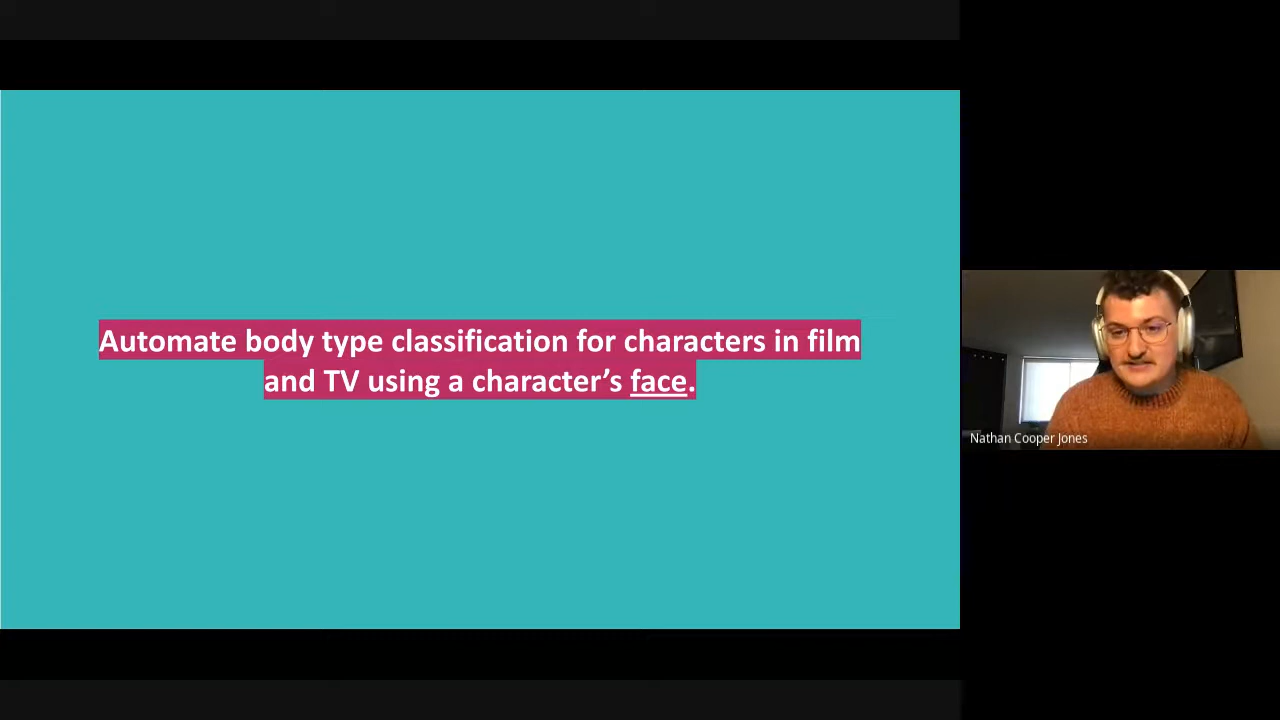 Automate body type classification for characters in film
and TV using a character’s face.
Nathan Cooper Jones